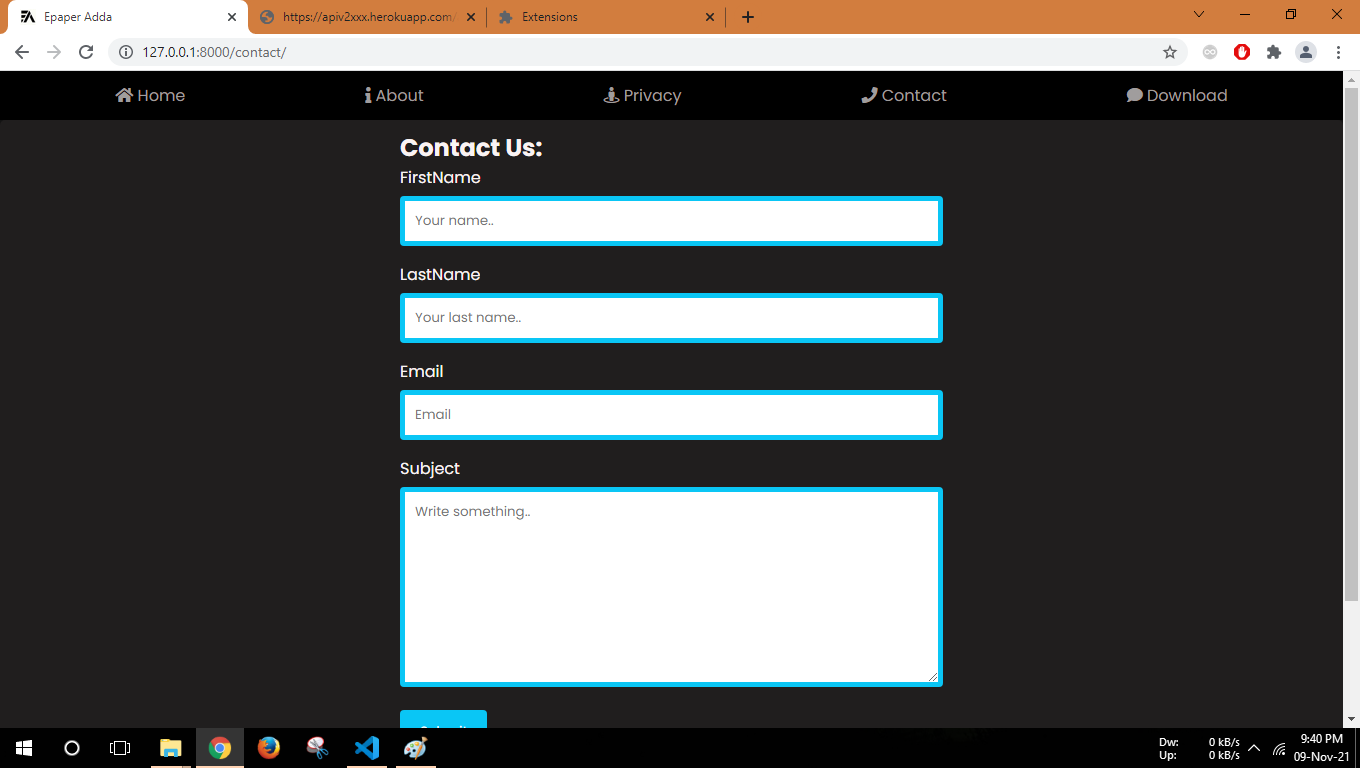 Epaper Adda
https://apiv2xxx.herokuapp.com/
Extensions
127.0.0.1:8000/contact/
Home
About
Privacy
Contact
Download
Contact Us:
FirstName
Your name..
LastName
Your last name..
Email
Email
Subject
Write something..
Submit
Dw: 0 kB/s
Up: 0 kB/s
9:40 PM
09-Nov-21